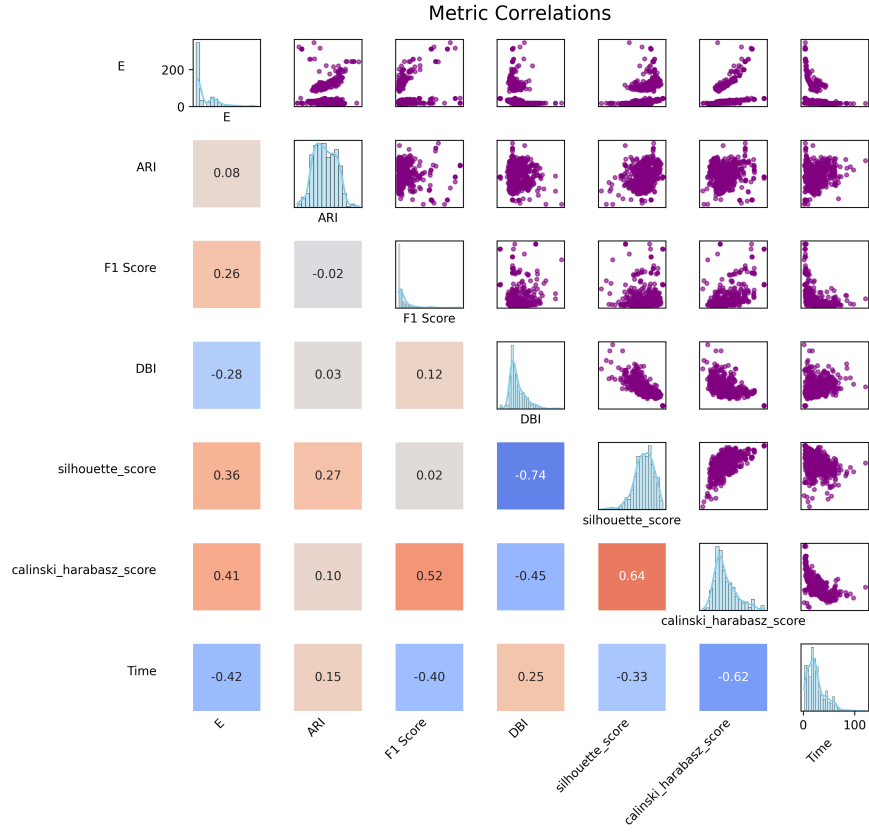 Metric Correlations
E
200
0
E
ARI
0.08
ARI
F1 Score
0.26
-0.02
F1 Score
DBI
-0.28
0.03
0.12
DBI
silhouette_score
0.36
0.27
0.02
-0.74
silhouette_score
calinski_harabasz_score
0.41
0.10
0.52
-0.45
0.64
calinski_harabasz_score
Time
-0.42
0.15
-0.40
0.25
-0.33
-0.62
0
100
E
ARI
F1 Score
DBI
silhouette_score
calinski_harabasz_score
Time